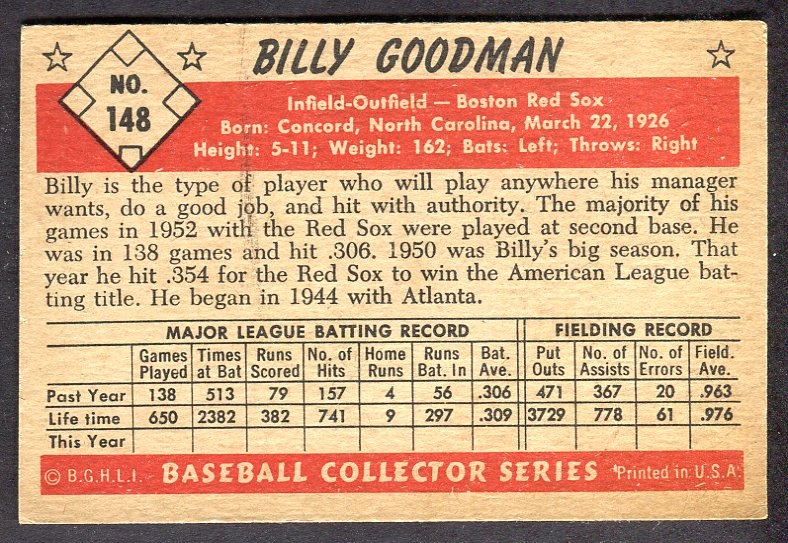 BILLY GOODMAN
NO.
148
Infield-Outfield — Boston Red Sox
Born: Concord, North Carolina, March 22, 1926
Height: 5-11; Weight: 162; Bats: Left; Throws: Right
Billy is the type of player who will play anywhere his manager
wants, do a good job, and hit with authority. The majority of his
games in 1952 with the Red Sox were played at second base. He
was in 138 games and hit .306. 1950 was Billy's big season. That
year he hit .354 for the Red Sox to win the American League bat-
ting title. He began in 1944 with Atlanta.
MAJOR LEAGUE BATTING RECORD FIELDING RECORD
Games Times Runs No. of Home Runs Bat. Put No. of No. of Field.
Played at Bat Scored Hits Runs Bat. In Ave. Outs Assists Errors Ave.
Past Year 138 513 79 157 4 56 .306 471 367 20 .963
Life time 650 2382 382 741 9 297 .309 3729 778 61 .976
This Year
© B.G.H.L.I. BASEBALL COLLECTOR SERIES Printed in U.S.A.